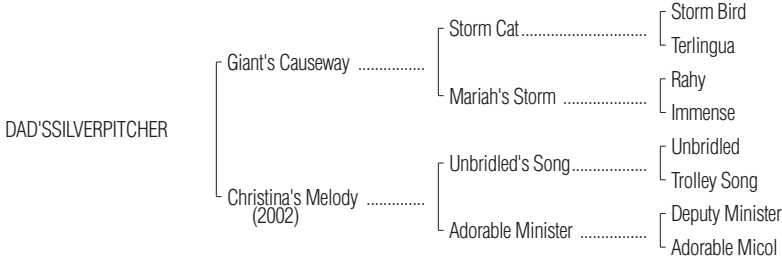 Storm Bird
Storm Cat..............................
Terlingua
Giant's Causeway ................
Rahy
Mariah's Storm ....................
Immense
DAD'SSILVERPITCHER
Unbridled
Unbridled's Song..................
Trolley Song
Christina's Melody ..............
(2002)
Deputy Minister
Adorable Minister ................
Adorable Micol